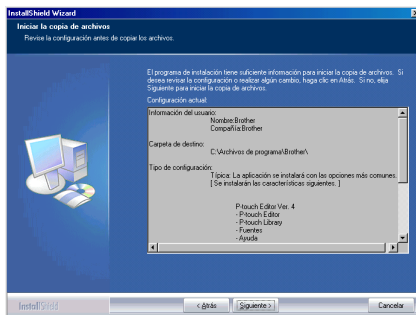 InstallShield Wizard
Iniciar la copia de archivos
Revise la configuración antes de copiar los archivos.
El programa de instalación tiene suficiente información para iniciar la copia de archivos. Si
desea revisar la configuración o realizar algún cambio, haga clic en Atrás. Si no, elija
Siguiente para iniciar la copia de archivos.
Configuración actual:
Información del usuario:
Nombre:Brother
Compañía:Brother
Carpeta de destino:
C:\Archivos de programa\Brother\
Tipo de configuración:
Típica: La aplicación se instalará con las opciones más comunes.
[ Se instalarán las características siguientes. ]
P-touch Editor Ver. 4
- P-touch Editor
- P-touch Library
- Fuentes
- Ayuda
InstallShield
< Atrás
Siguiente >
Cancelar